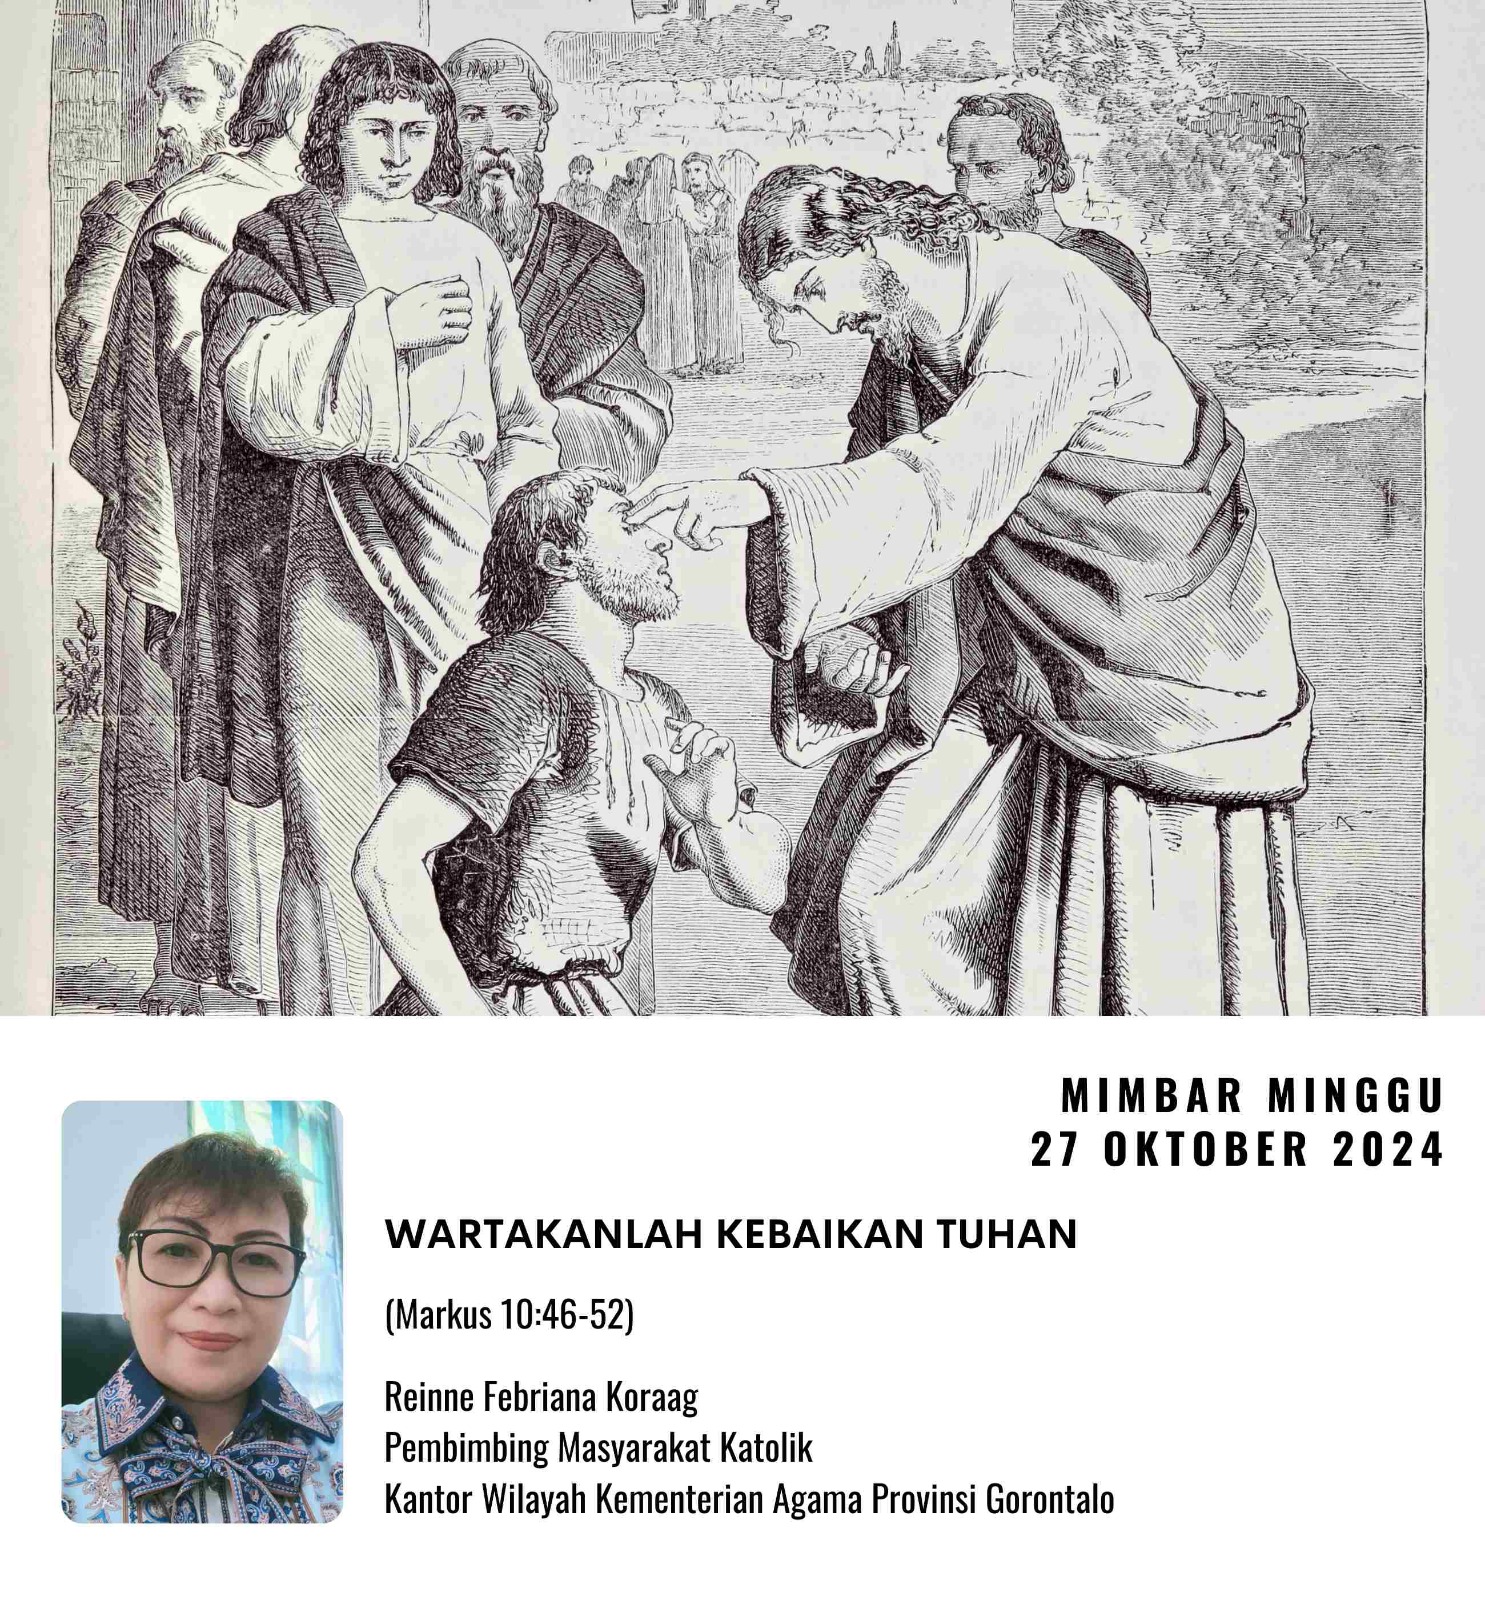 MIMBAR MINGGU
27 OKTOBER 2024
WARTAKANLAH KEBAIKAN TUHAN
(Markus 10:46-52)
Reinne Febriana Koraag
Pembimbing Masyarakat Katolik
Kantor Wilayah Kementerian Agama Provinsi Gorontalo